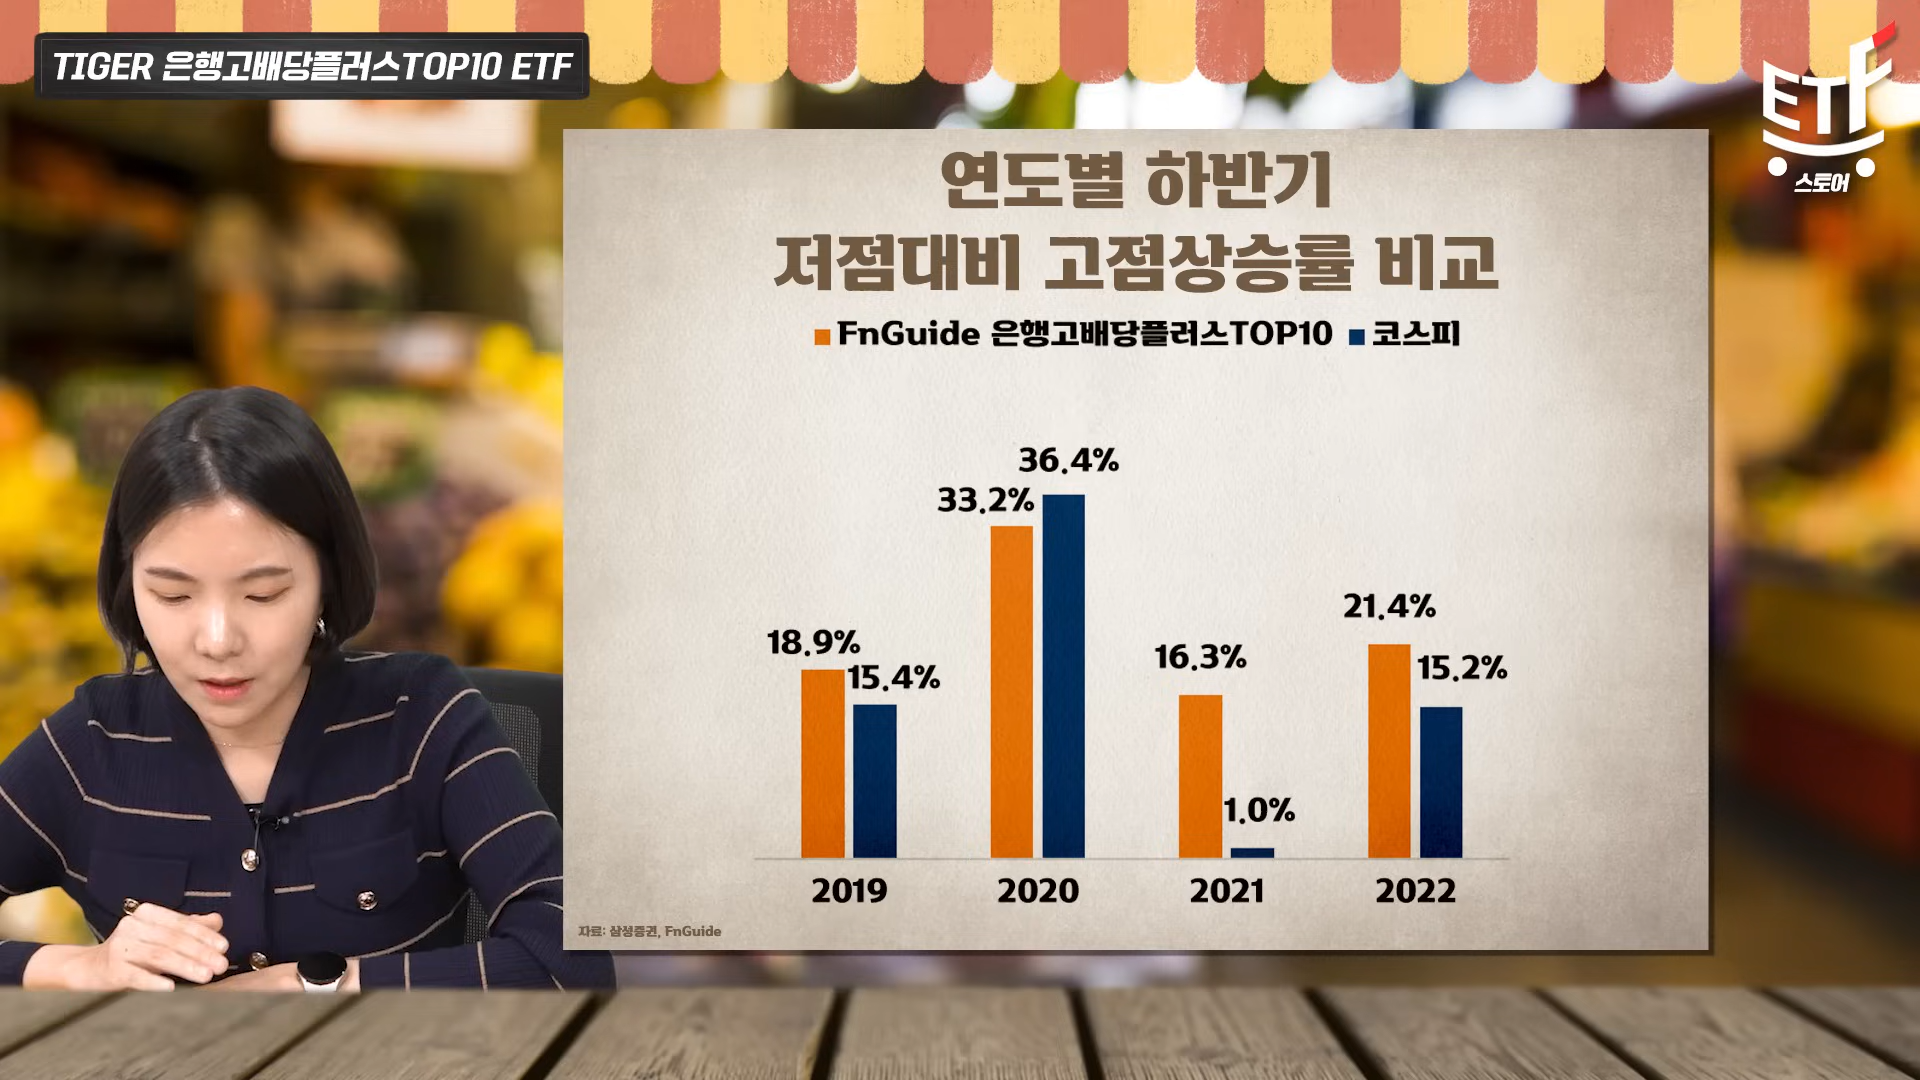 TIGER 은행고배당플러스TOP10 ETF
ETF
스토어
연도별 하반기
저점대비 고점상승률 비교
FnGuide 은행고배당플러스TOP10 코스피
36.4%
33.2%
21.4%
18.9%
16.3%
15.2%
15.4%
1.0%
2019 2020 2021 2022
자료: 삼성증권, FnGuide